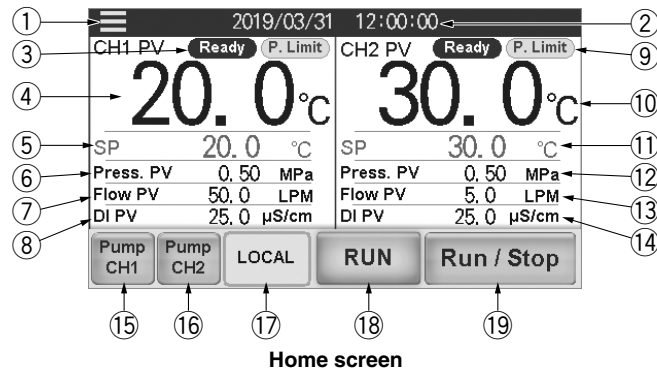 ① 2019/03/31 12:00:00 ②
③ CH1 PV Ready P. Limit CH2 PV Ready P. Limit ⑨
④ 20. 0 °C 30. 0 °C ⑩
⑤ SP 20. 0 °C SP 30. 0 °C ⑪
⑥ Press. PV 0. 50 MPa Press. PV 0. 50 MPa ⑫
⑦ Flow PV 50. 0 LPM Flow PV 5. 0 LPM ⑬
⑧ DI PV 25. 0 µS/cm DI PV 25. 0 µS/cm ⑭
Pump CH1 Pump CH2 LOCAL RUN Run / Stop
⑮ ⑯ ⑰ ⑱ ⑲
Home screen